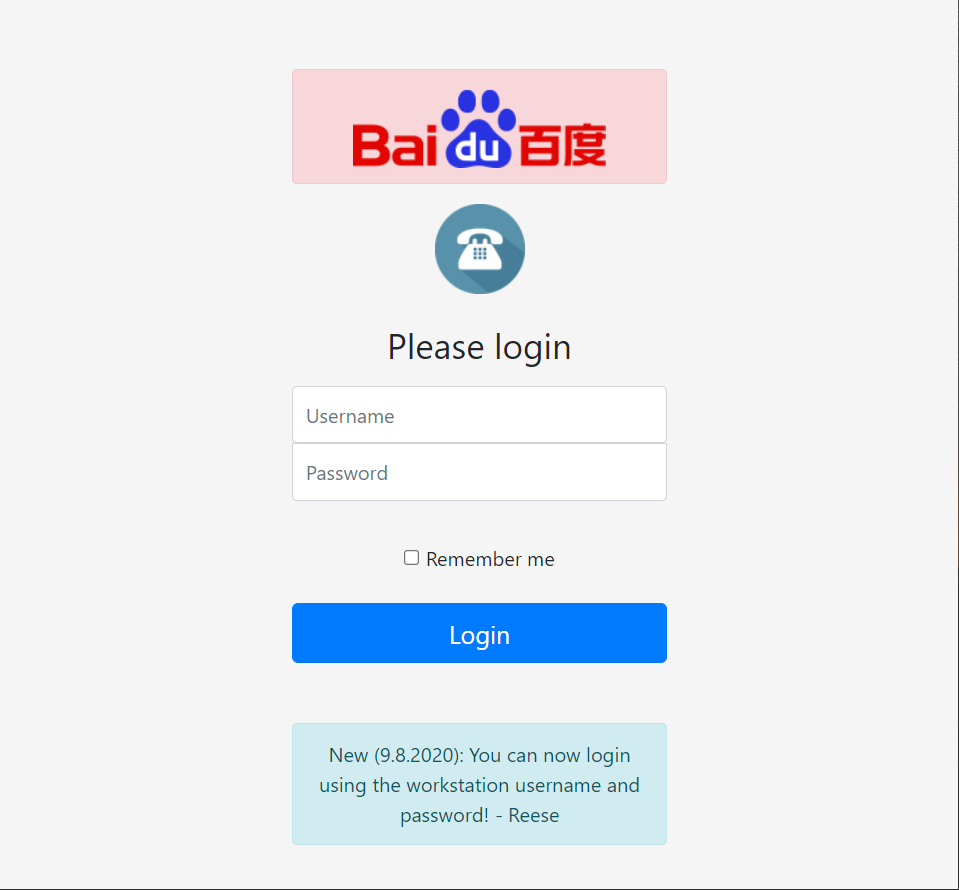 Baidu百度
Please login
Username
Password
Remember me
Login
New (9.8.2020): You can now login
using the workstation username and
password! - Reese